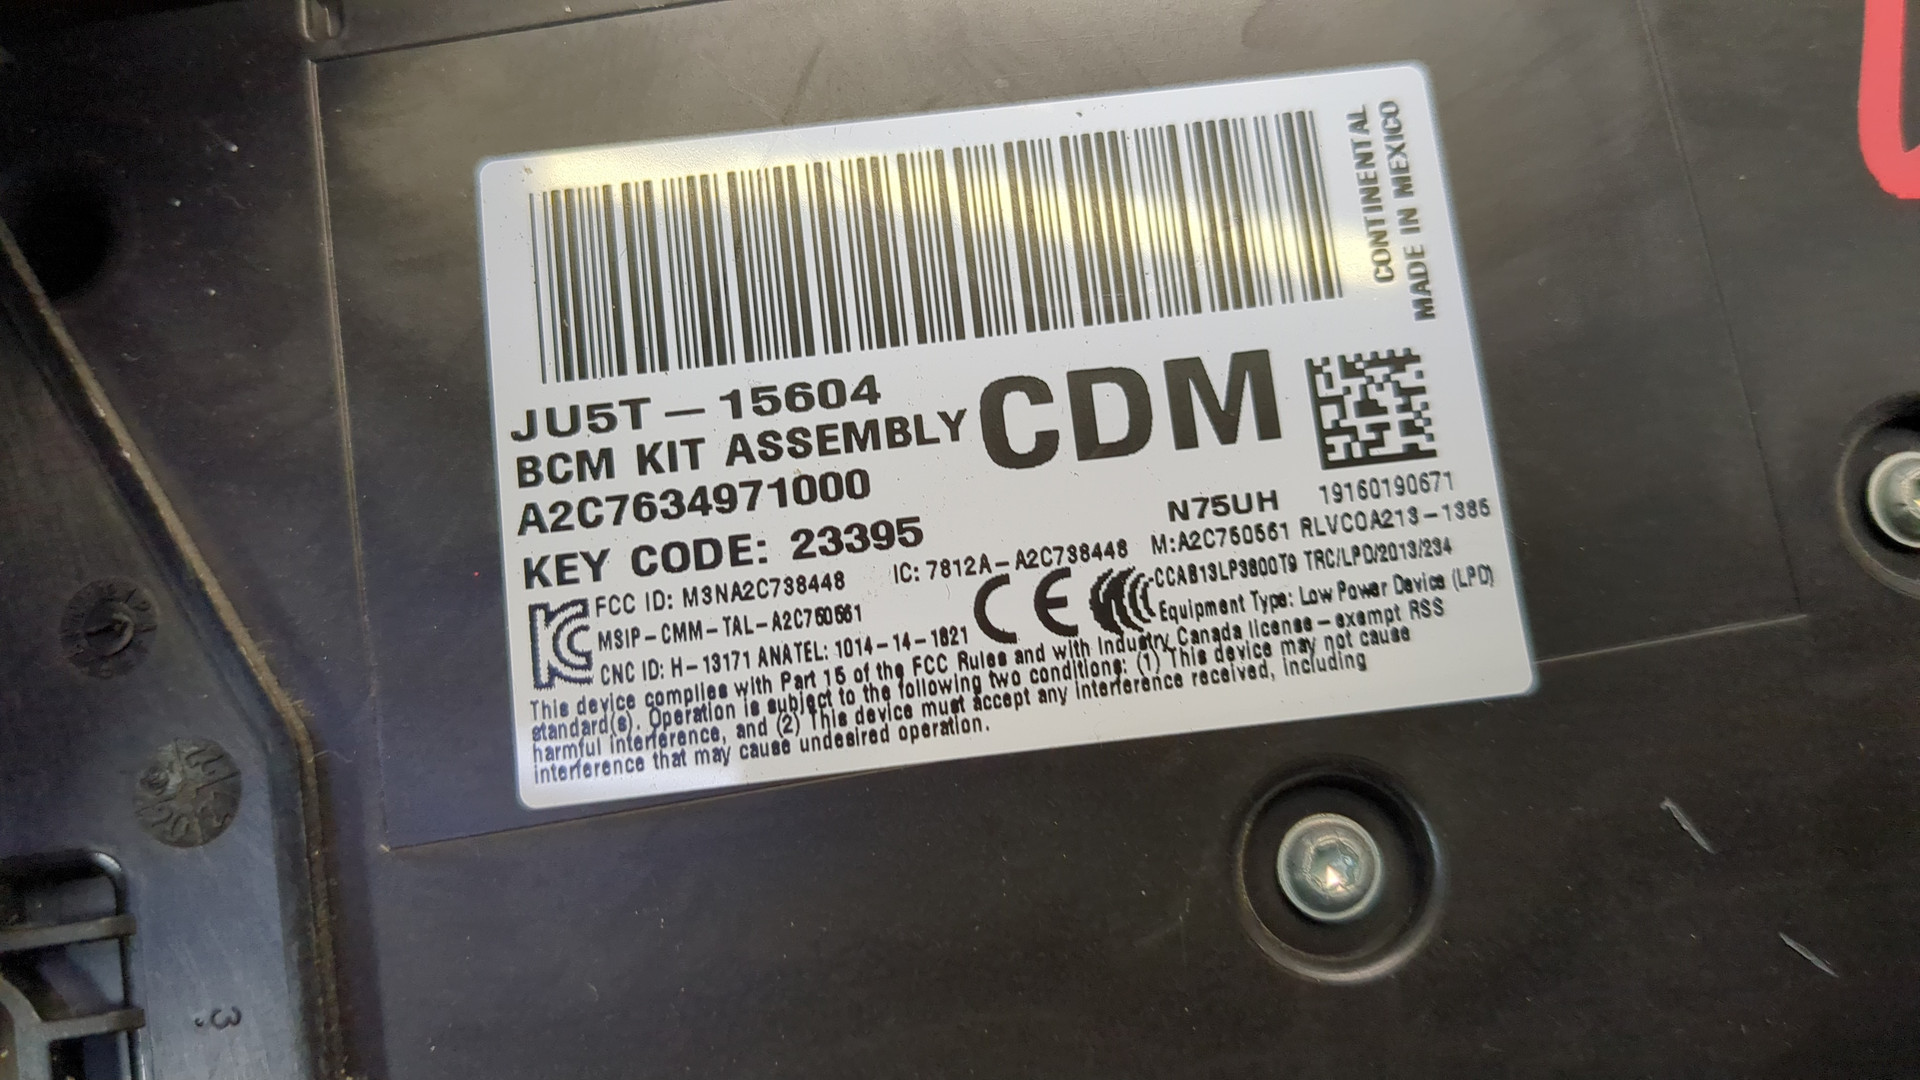 CONTINENTAL
MADE IN MEXICO
JU5T-15604
BCM KIT ASSEMBLY
CDM
A2C7634971000
KEY CODE: 23395
N75UH
19160190671
FCC ID: M3NA2C738448
IC: 7812A-A2C738448
M:A2C760661 RLVCOA213-1386
MSIP-CMM-TAL-A2C760661
CE
CCAB13LP3800T9 TRC/LPD/2013/234
CNC ID: H-13171 ANATEL: 1014-14-1821
Equipment Type: Low Power Device (LPD)
This device complies with Part 15 of the FCC Rules and with Industry Canada license-exempt RSS
standard(s). Operation is subject to the following two conditions: (1) This device may not cause
harmful interference, and (2) This device must accept any interference received, including
interference that may cause undesired operation.
3